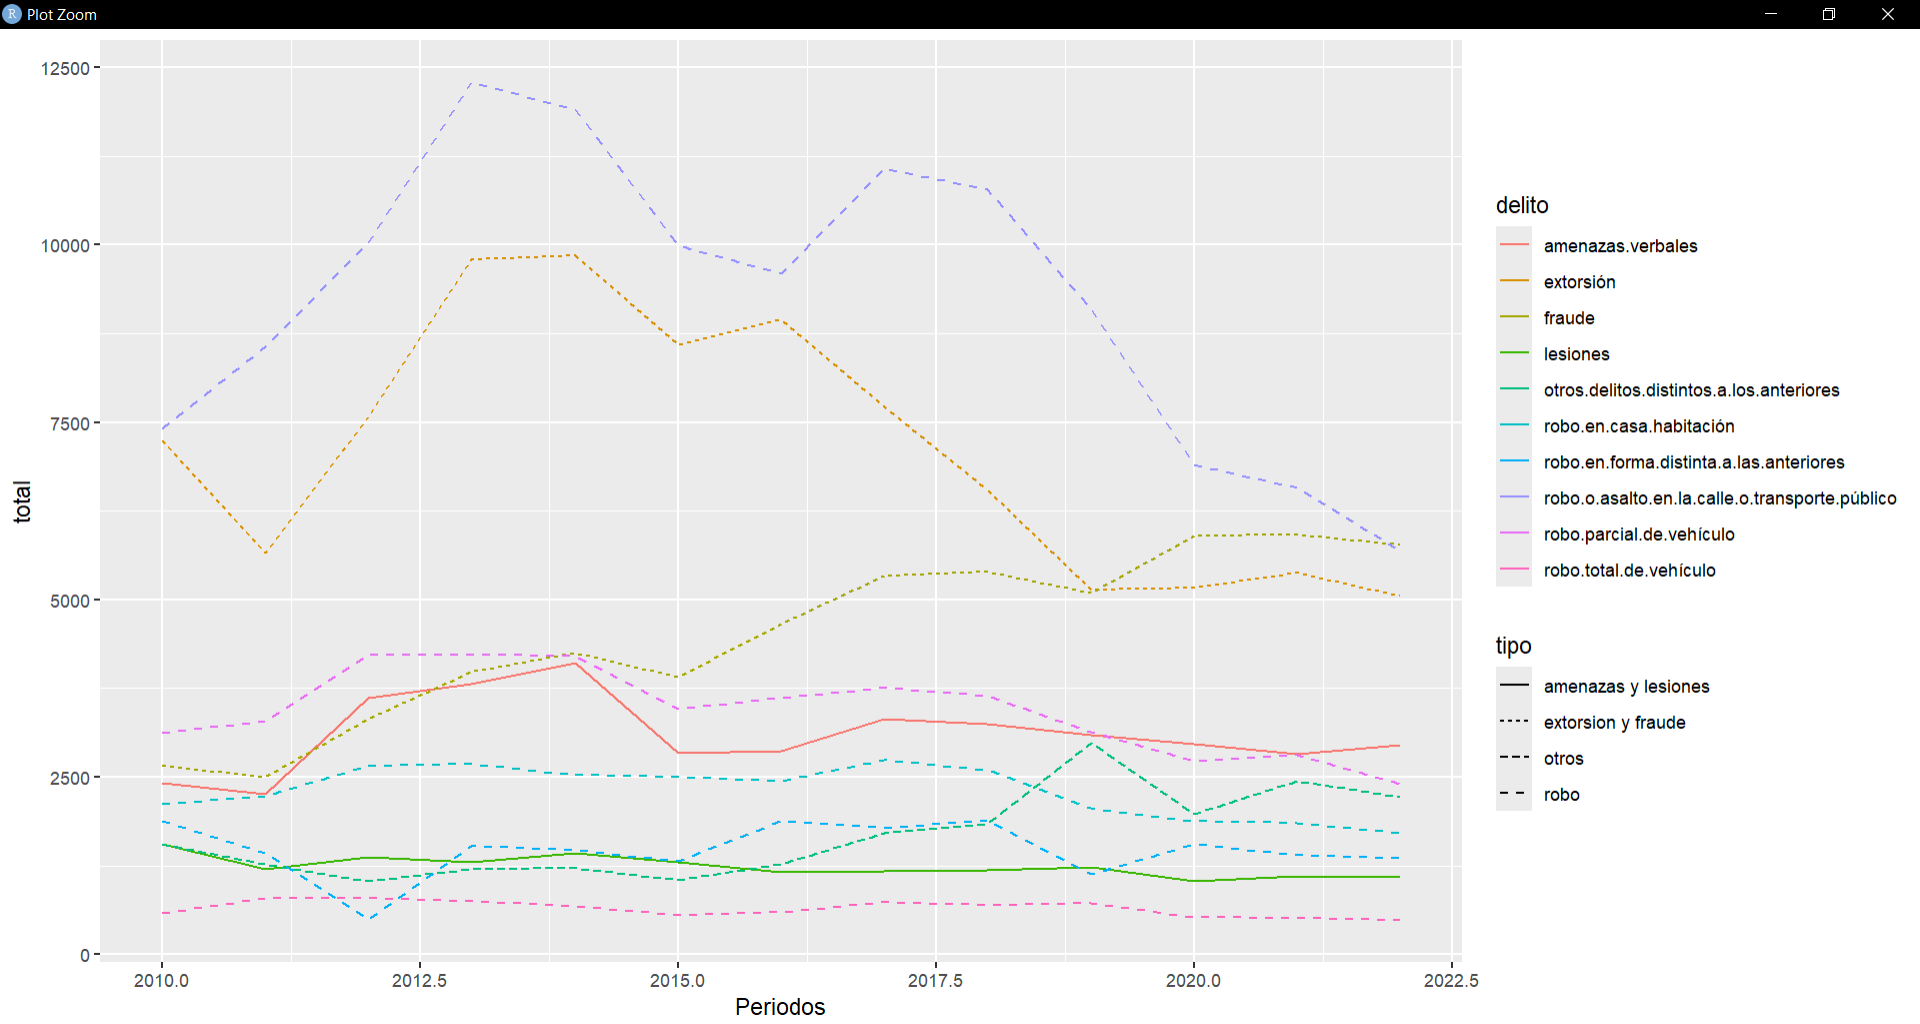 R Plot Zoom
12500
10000
7500
5000
2500
0
total
2010.0 2012.5 2015.0 2017.5 2020.0 2022.5
Periodos
delito
amenazas.verbales
extorsión
fraude
lesiones
otros.delitos.distintos.a.los.anteriores
robo.en.casa.habitación
robo.en.forma.distinta.a.las.anteriores
robo.o.asalto.en.la.calle.o.transporte.público
robo.parcial.de.vehículo
robo.total.de.vehículo
tipo
amenazas y lesiones
extorsion y fraude
otros
robo